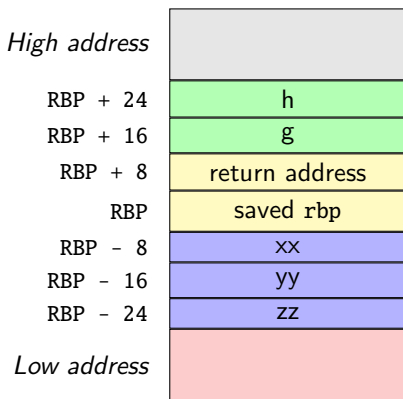 High address
RBP + 24 h
RBP + 16 g
RBP + 8 return address
RBP saved rbp
RBP - 8 xx
RBP - 16 yy
RBP - 24 zz
Low address